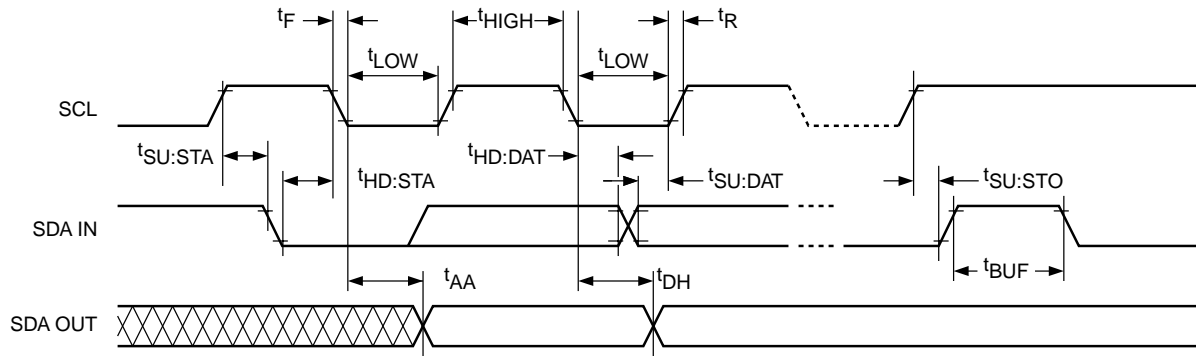 tF tHIGH tR
tLOW tLOW
SCL
tSU:STA tHD:DAT
tHD:STA tSU:DAT tSU:STO
SDA IN
tAA tDH tBUF
SDA OUT